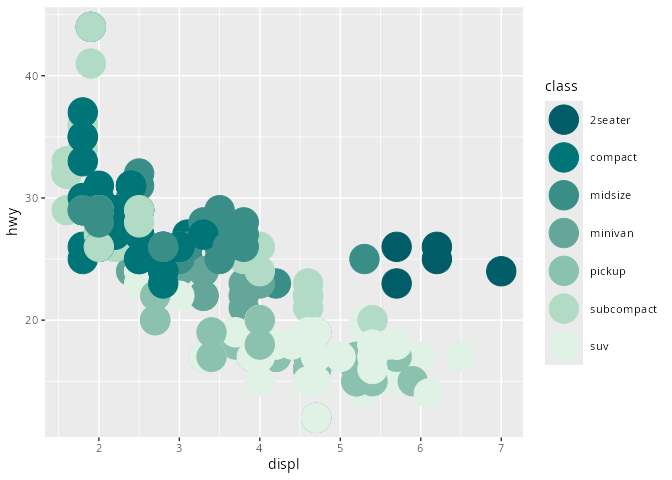 40
30
20
hwy
2
3
4
5
6
7
displ
class
2seater
compact
midsize
minivan
pickup
subcompact
suv